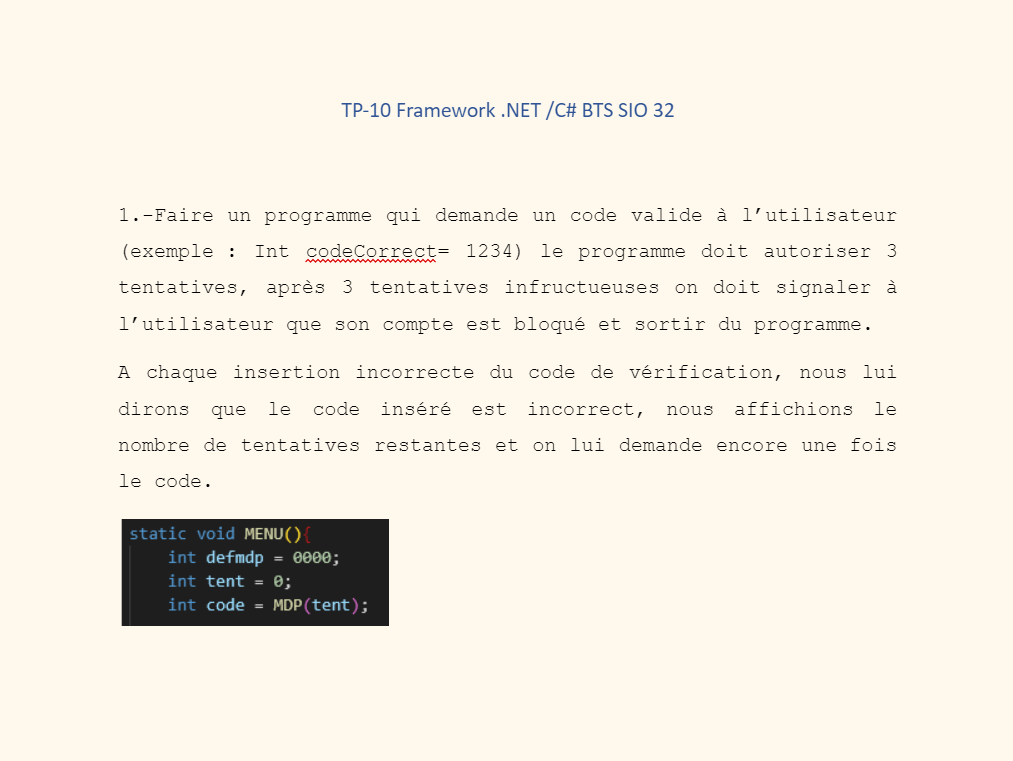 TP-10 Framework .NET /C# BTS SIO 32
1.-Faire un programme qui demande un code valide à l’utilisateur
(exemple : Int codeCorrect= 1234) le programme doit autoriser 3
tentatives, après 3 tentatives infructueuses on doit signaler à
l’utilisateur que son compte est bloqué et sortir du programme.
A chaque insertion incorrecte du code de vérification, nous lui
dirons que le code inséré est incorrect, nous affichions le
nombre de tentatives restantes et on lui demande encore une fois
le code.
static void MENU(){
int defmdp = 0000;
int tent = 0;
int code = MDP(tent);